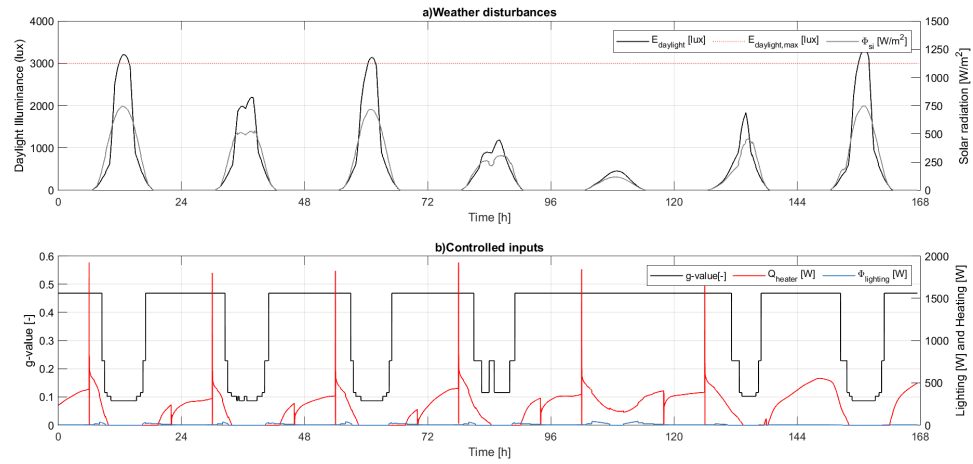 a)Weather disturbances
Daylight Illuminance (lux)
4000
3000
2000
1000
0
E_daylight [lux] E_daylight,max [lux] Φ_si [W/m²]
1500
1250
1000
750
500
250
0
Solar radiation [W/m²]
0 24 48 72 96 120 144 168
Time [h]
b)Controlled inputs
g-value [-]
0.6
0.5
0.4
0.3
0.2
0.1
0
g-value[-] Q_heater [W] Φ_lighting [W]
2000
1500
1000
500
0
Lighting [W] and Heating [W]
0 24 48 72 96 120 144 168
Time [h]